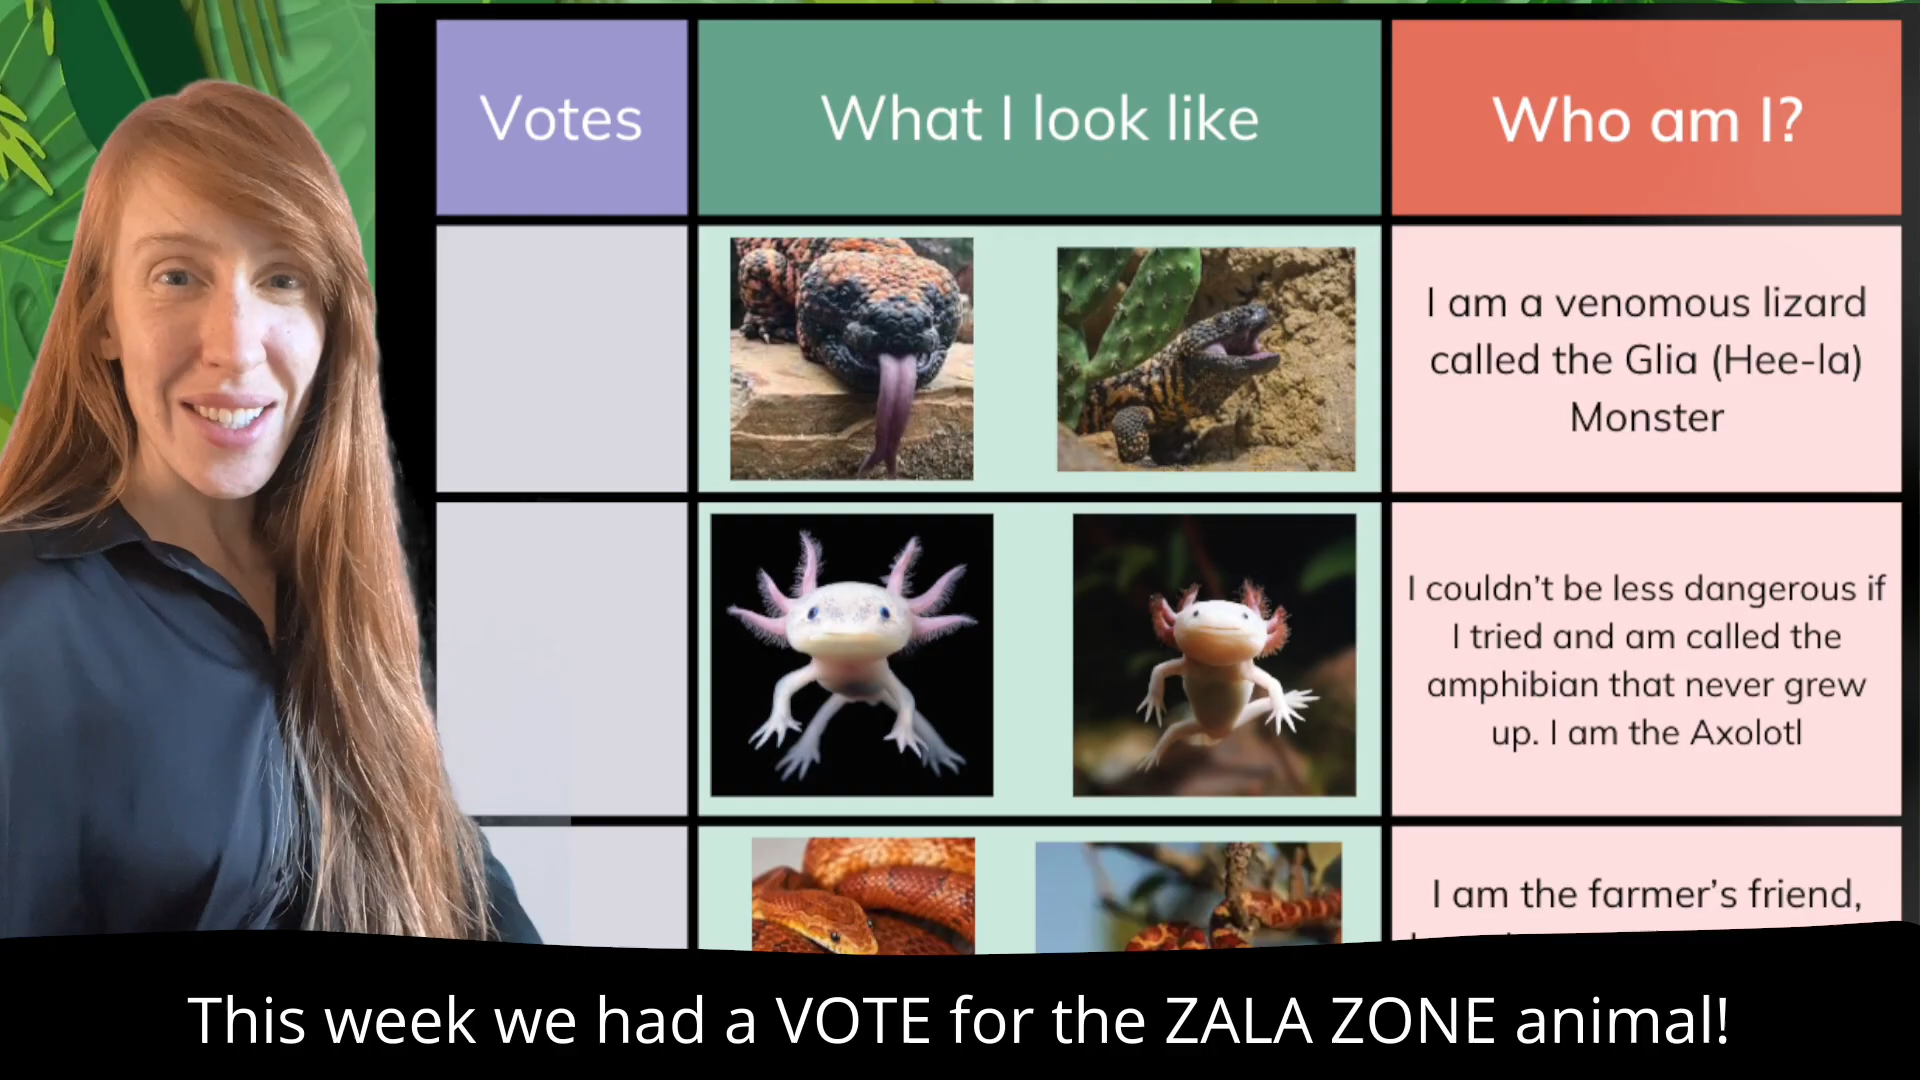 Votes
What I look like
Who am I?
I am a venomous lizard
called the Glia (Hee-la)
Monster
I couldn't be less dangerous if
I tried and am called the
amphibian that never grew
up. I am the Axolotl
I am the farmer's friend,
This week we had a VOTE for the ZALA ZONE animal!